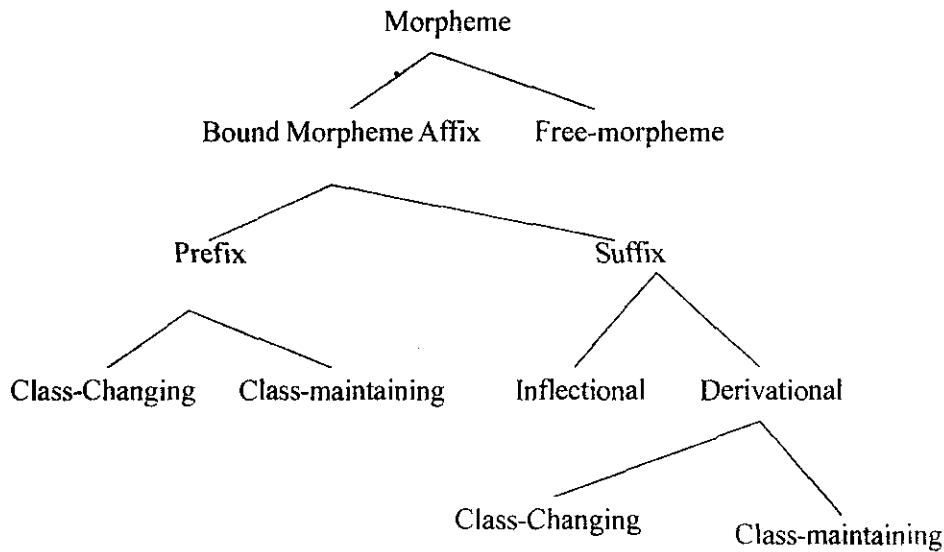 Morpheme
Bound Morpheme Affix Free-morpheme
Prefix Suffix
Class-Changing Class-maintaining Inflectional Derivational
Class-Changing Class-maintaining